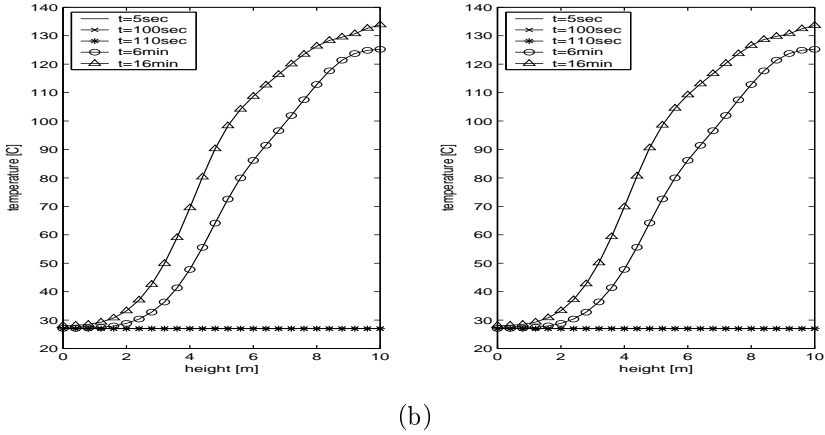 140
130
120
110
100
90
80
70
60
50
40
30
20
temperature [C]
t=5sec
t=100sec
t=110sec
t=6min
t=16min
0 2 4 6 8 10
height [m]
140
130
120
110
100
90
80
70
60
50
40
30
20
temperature [C]
t=5sec
t=100sec
t=110sec
t=6min
t=16min
0 2 4 6 8 10
height [m]
(b)